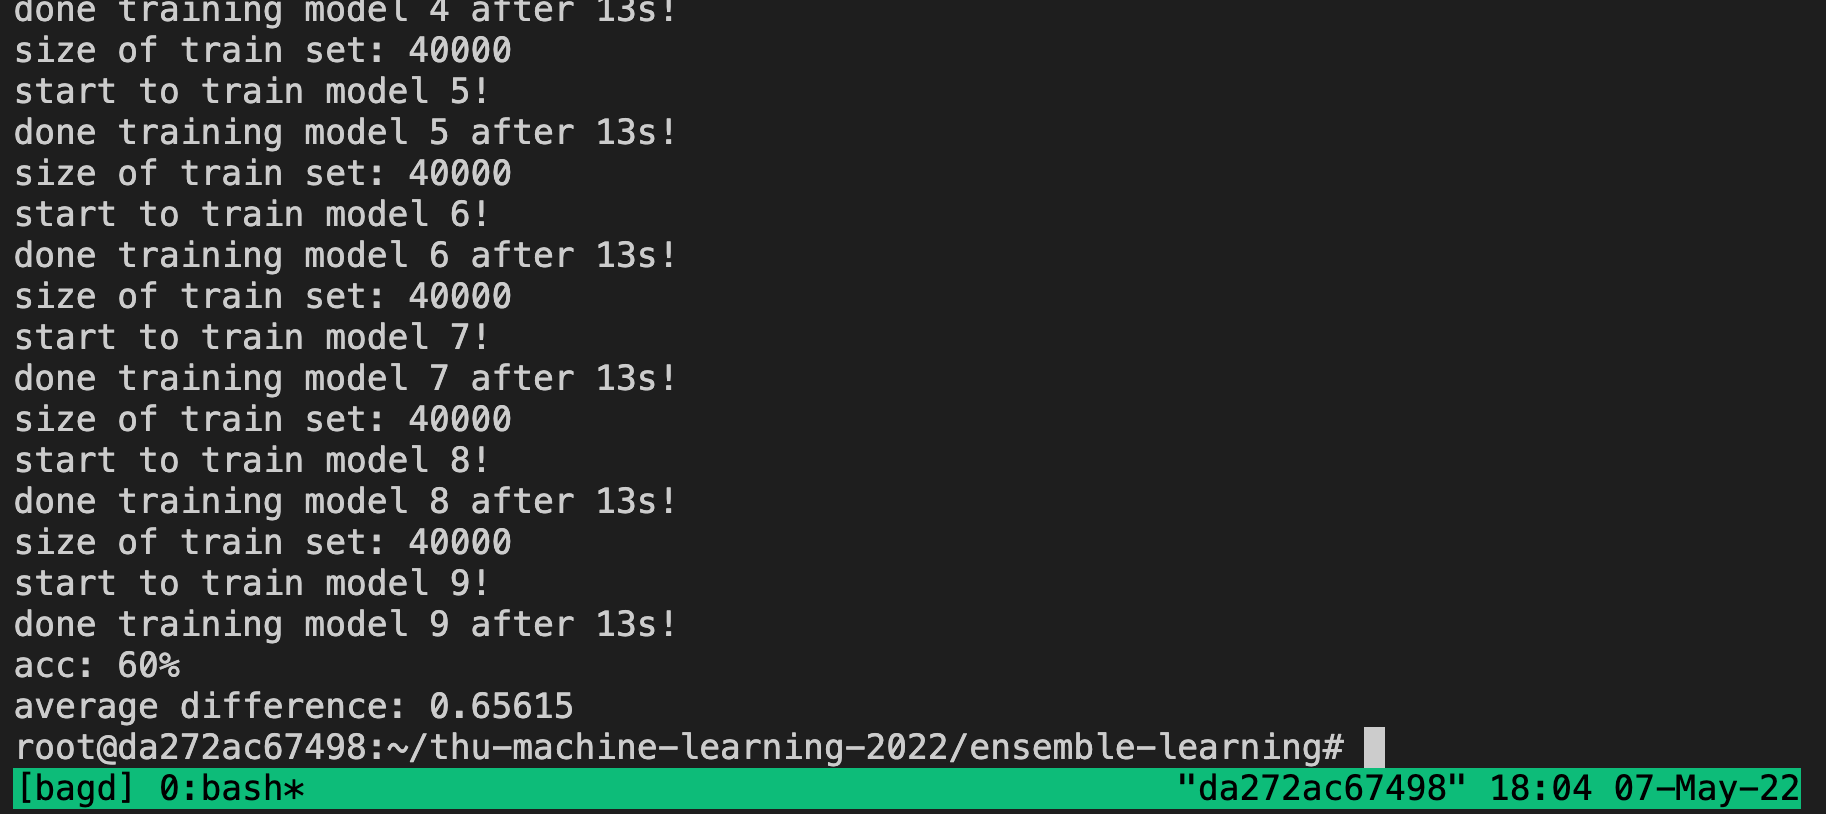 done training model 4 after 13s!
size of train set: 40000
start to train model 5!
done training model 5 after 13s!
size of train set: 40000
start to train model 6!
done training model 6 after 13s!
size of train set: 40000
start to train model 7!
done training model 7 after 13s!
size of train set: 40000
start to train model 8!
done training model 8 after 13s!
size of train set: 40000
start to train model 9!
done training model 9 after 13s!
acc: 60%
average difference: 0.65615
root@da272ac67498:~/thu-machine-learning-2022/ensemble-learning#
[bagd] 0:bash* "da272ac67498" 18:04 07-May-22